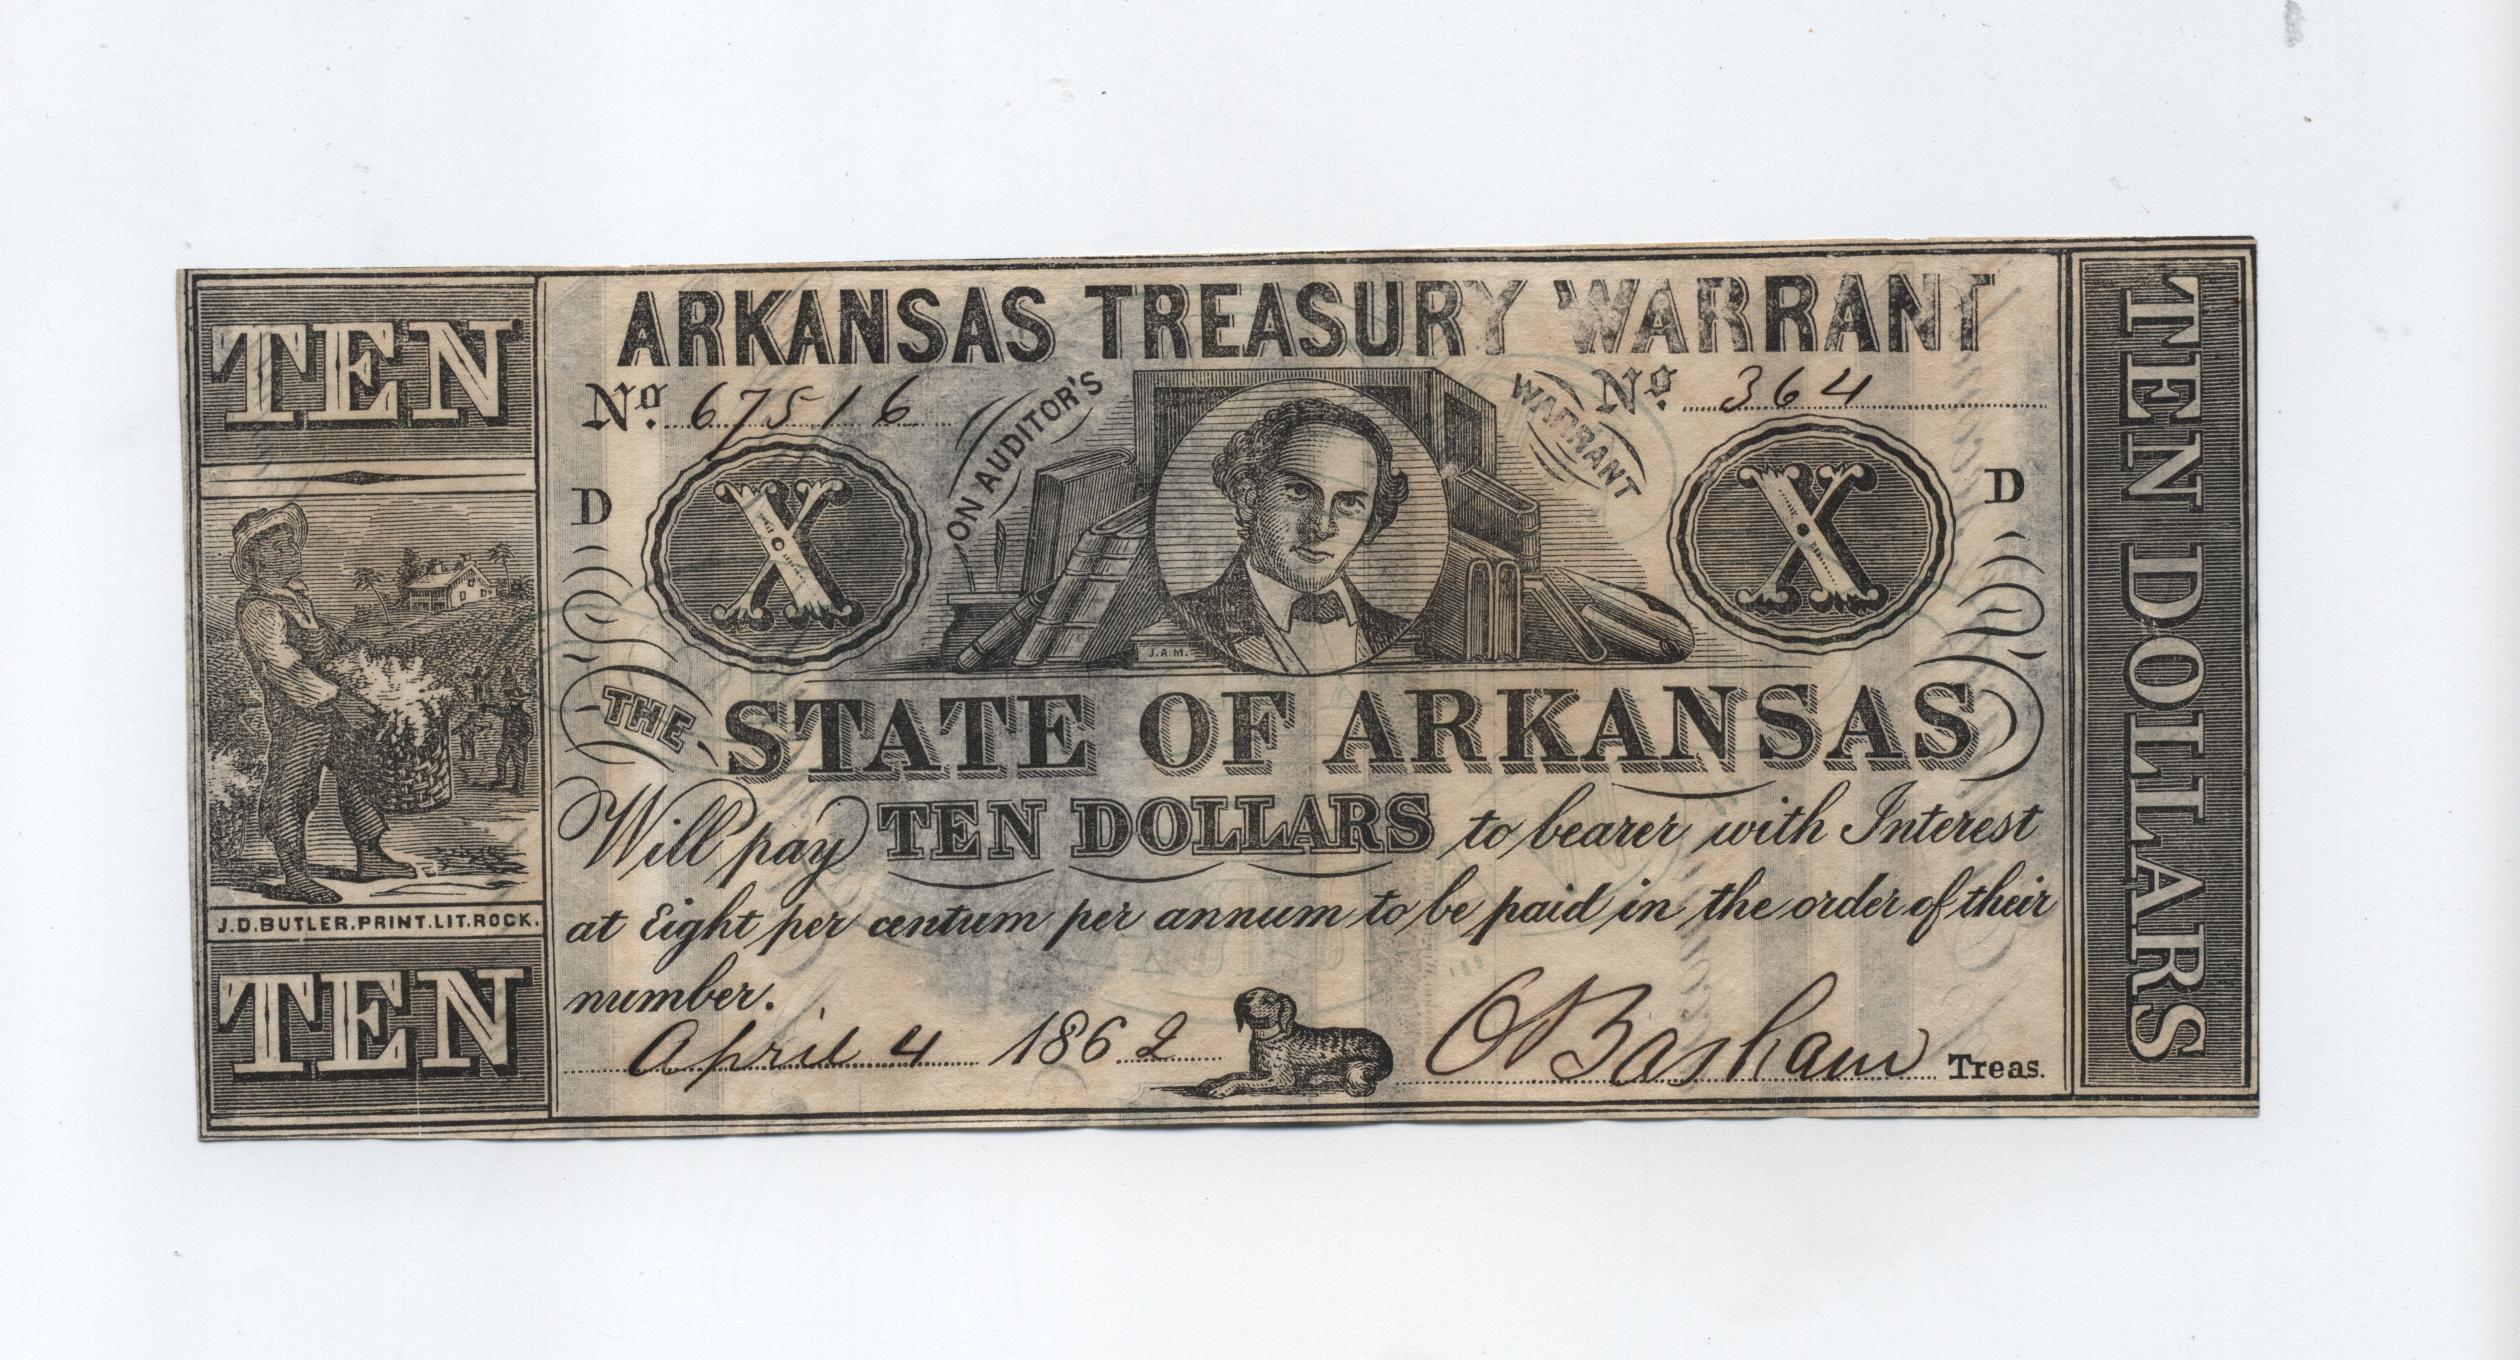 TEN
ARKANSAS TREASURY WARRANT
No. 67516
ON AUDITOR'S
WARRANT
No. 364
D
X
X
D
J.A.M.
THE STATE OF ARKANSAS
Will pay TEN DOLLARS to bearer with Interest
at Eight per centum per annum to be paid in the order of their
number.
April 4 1862
O Basham Treas.
J.D.BUTLER.PRINT.LIT.ROCK.
TEN
TEN DOLLARS